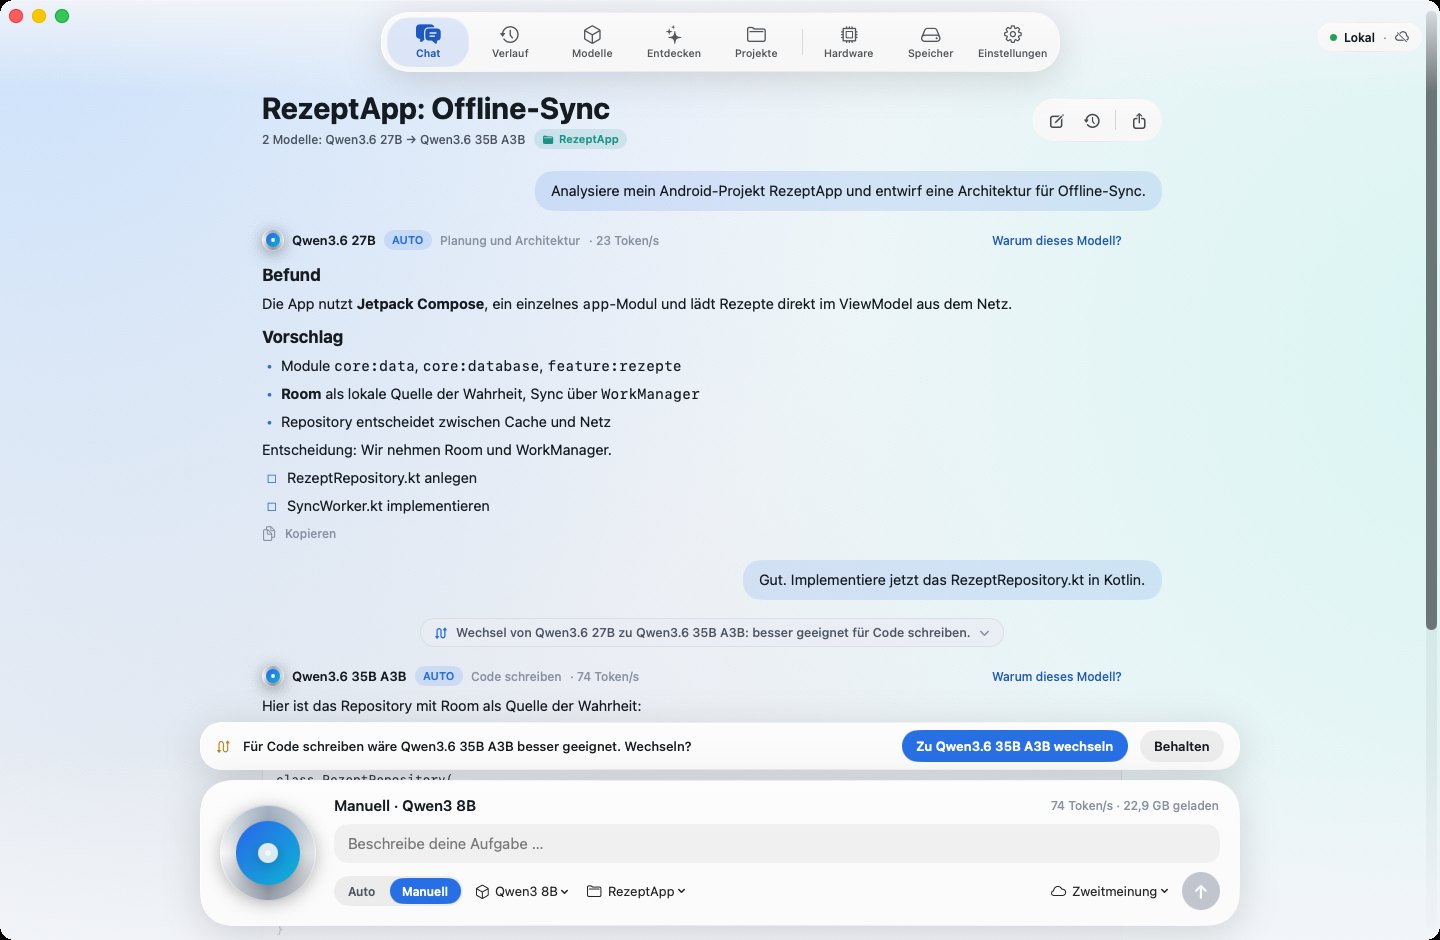 Chat
Verlauf
Modelle
Entdecken
Projekte
Hardware
Speicher
Einstellungen
Lokal ·
RezeptApp: Offline-Sync
2 Modelle: Qwen3.6 27B → Qwen3.6 35B A3B RezeptApp
Analysiere mein Android-Projekt RezeptApp und entwirf eine Architektur für Offline-Sync.
Qwen3.6 27B AUTO Planung und Architektur · 23 Token/s Warum dieses Modell?
Befund
Die App nutzt Jetpack Compose, ein einzelnes app-Modul und lädt Rezepte direkt im ViewModel aus dem Netz.
Vorschlag
• Module core:data, core:database, feature:rezepte
• Room als lokale Quelle der Wahrheit, Sync über WorkManager
• Repository entscheidet zwischen Cache und Netz
Entscheidung: Wir nehmen Room und WorkManager.
RezeptRepository.kt anlegen
SyncWorker.kt implementieren
Kopieren
Gut. Implementiere jetzt das RezeptRepository.kt in Kotlin.
Wechsel von Qwen3.6 27B zu Qwen3.6 35B A3B: besser geeignet für Code schreiben.
Qwen3.6 35B A3B AUTO Code schreiben · 74 Token/s Warum dieses Modell?
Hier ist das Repository mit Room als Quelle der Wahrheit:
Für Code schreiben wäre Qwen3.6 35B A3B besser geeignet. Wechseln? Zu Qwen3.6 35B A3B wechseln Behalten
class RezeptRepository(
Manuell · Qwen3 8B 74 Token/s · 22,9 GB geladen
Beschreibe deine Aufgabe ...
Auto Manuell Qwen3 8B RezeptApp Zweitmeinung
}